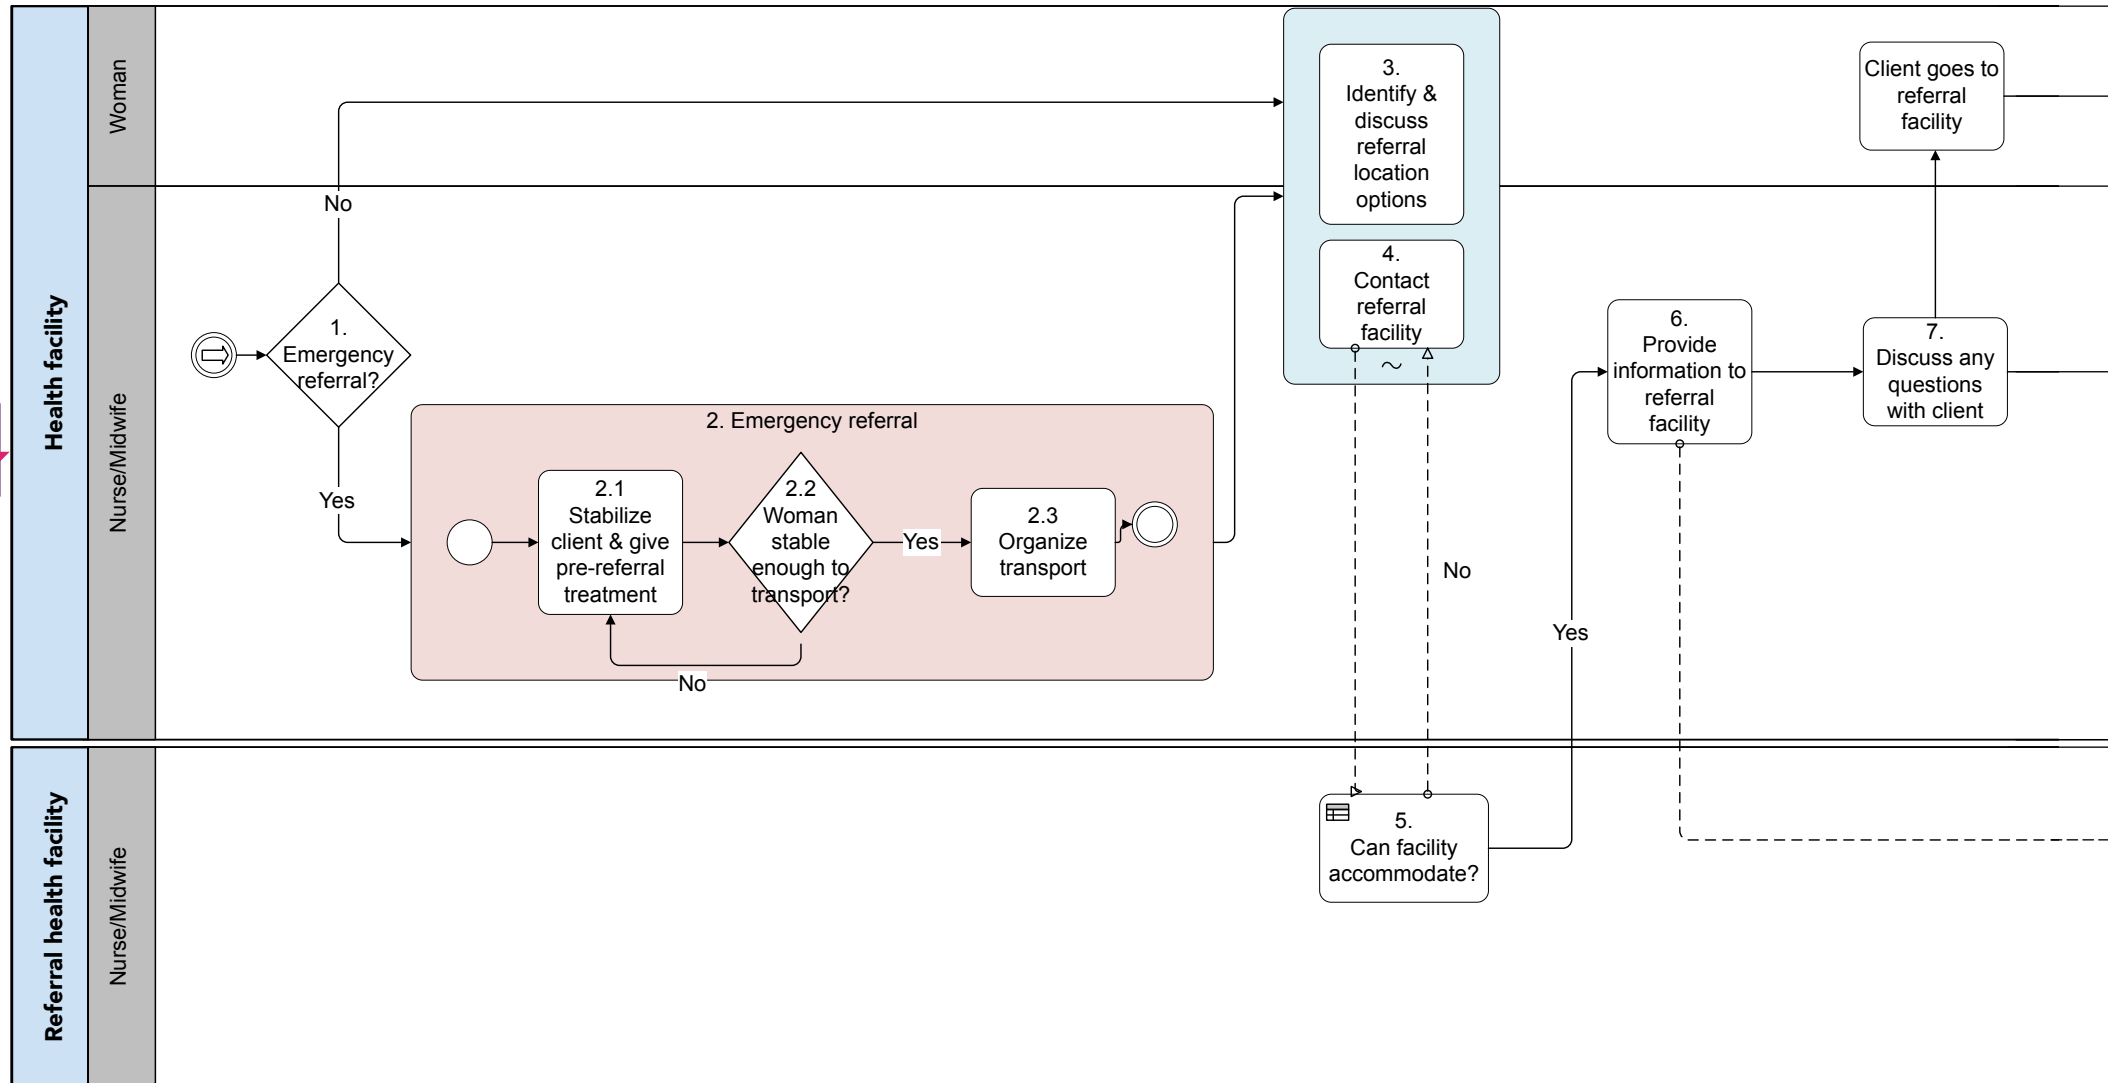 Health facility
Woman
Nurse/Midwife
No
1.
Emergency
referral?
Yes
2. Emergency referral
2.1
Stabilize
client & give
pre-referral
treatment
2.2
Woman
stable
enough to
transport?
No
Yes
2.3
Organize
transport
3.
Identify &
discuss
referral
location
options
4.
Contact
referral
facility
No
Yes
6.
Provide
information to
referral
facility
7.
Discuss any
questions
with client
Client goes to
referral
facility
Referral health facility
Nurse/Midwife
5.
Can facility
accommodate?